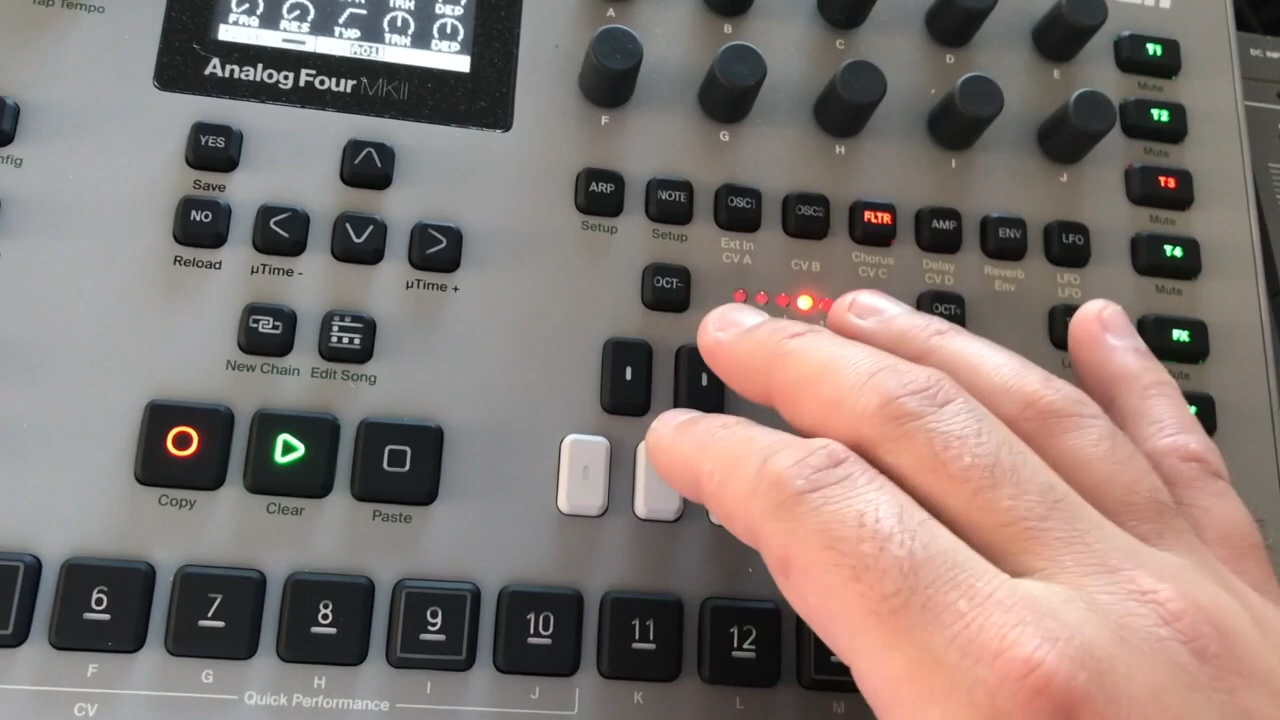 Tap Tempo
DEP
FRQ RES TYP TRK DEP
A01
Analog Four MKII
A B C D E
F G H I J
T1
Mute
T2
Mute
T3
Mute
T4
Mute
FX
YES
Save
NO
Reload
µTime -
µTime +
ARP
Setup
NOTE
Setup
OSC1
Ext In
CV A
OSC2
CV B
FLTR
Chorus
CV C
AMP
Delay
CV D
ENV
Reverb
Env
LFO
LFO
LFO
OCT-
OCT+
New Chain
Edit Song
Copy
Clear
Paste
6 7 8 9 10 11 12
F G H I J K L M
Quick Performance
CV